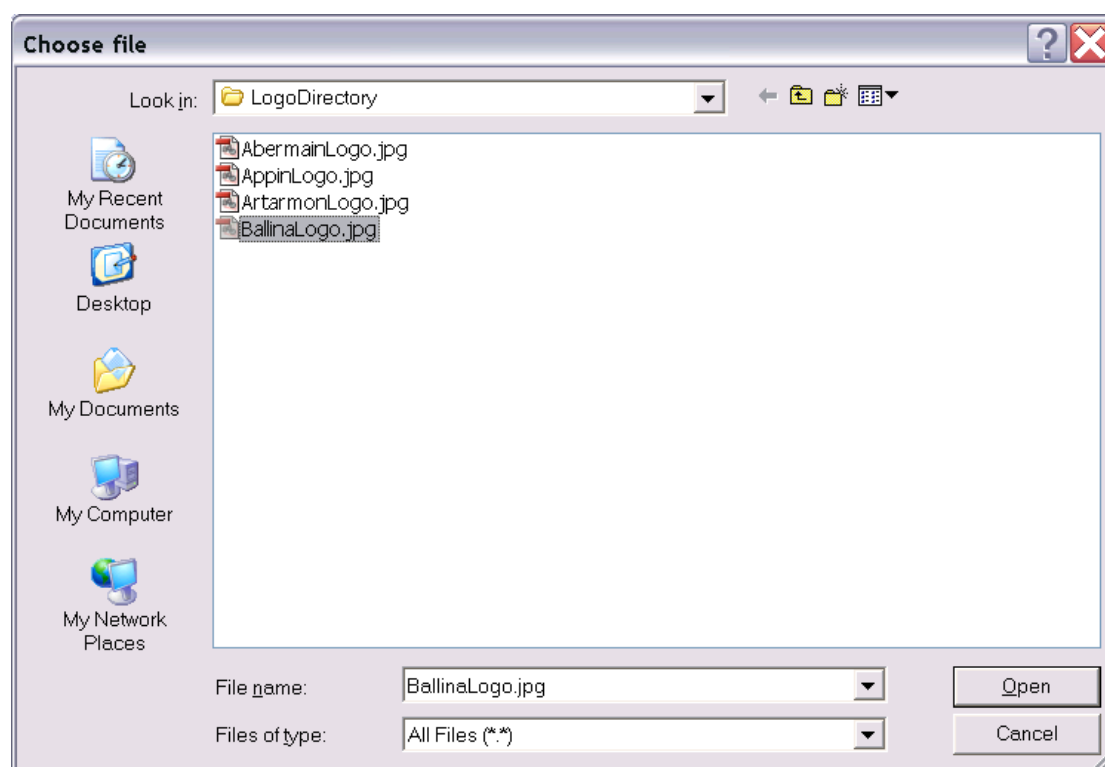 Choose file
Look in:
LogoDirectory
AbermainLogo.jpg
AppinLogo.jpg
ArtarmonLogo.jpg
BallinaLogo.jpg
My Recent
Documents
Desktop
My Documents
My Computer
My Network
Places
File name:
BallinaLogo.jpg
Open
Files of type:
All Files (*.*)
Cancel